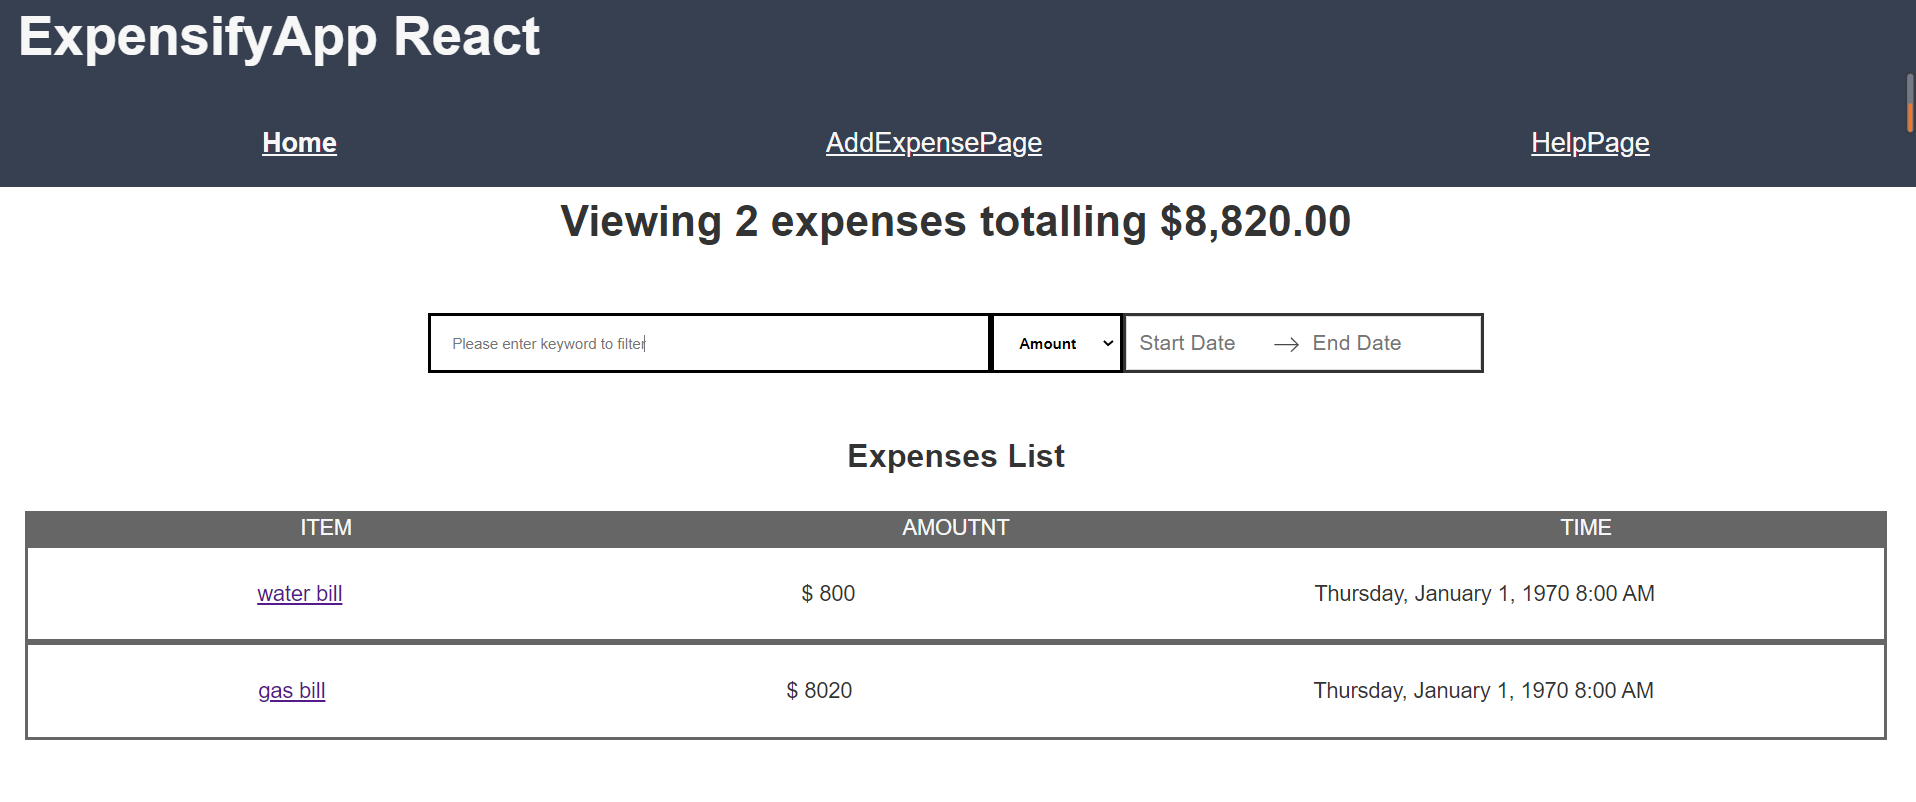 ExpensifyApp React
Home AddExpensePage HelpPage
Viewing 2 expenses totalling $8,820.00
Please enter keyword to filter Amount Start Date → End Date
Expenses List
ITEM AMOUTNT TIME
water bill $ 800 Thursday, January 1, 1970 8:00 AM
gas bill $ 8020 Thursday, January 1, 1970 8:00 AM